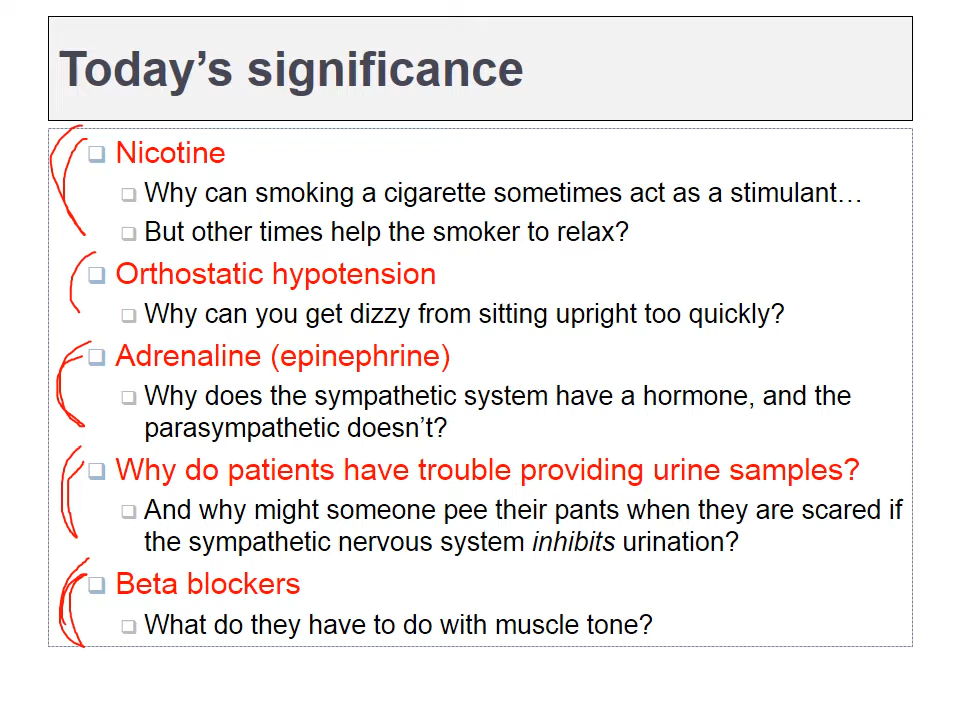 Today’s significance
Nicotine
Why can smoking a cigarette sometimes act as a stimulant…
But other times help the smoker to relax?
Orthostatic hypotension
Why can you get dizzy from sitting upright too quickly?
Adrenaline (epinephrine)
Why does the sympathetic system have a hormone, and the
parasympathetic doesn’t?
Why do patients have trouble providing urine samples?
And why might someone pee their pants when they are scared if
the sympathetic nervous system inhibits urination?
Beta blockers
What do they have to do with muscle tone?